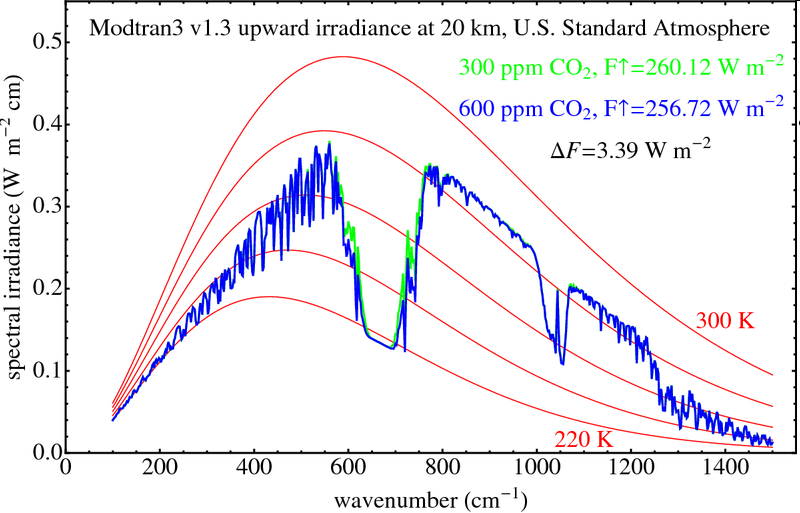 Modtran3 v1.3 upward irradiance at 20 km, U.S. Standard Atmosphere
300 ppm CO₂, F↑=260.12 W m⁻²
600 ppm CO₂, F↑=256.72 W m⁻²
ΔF=3.39 W m⁻²
spectral irradiance (W m⁻² cm)
0.5
0.4
0.3
0.2
0.1
0.0
300 K
220 K
0 200 400 600 800 1000 1200 1400
wavenumber (cm⁻¹)